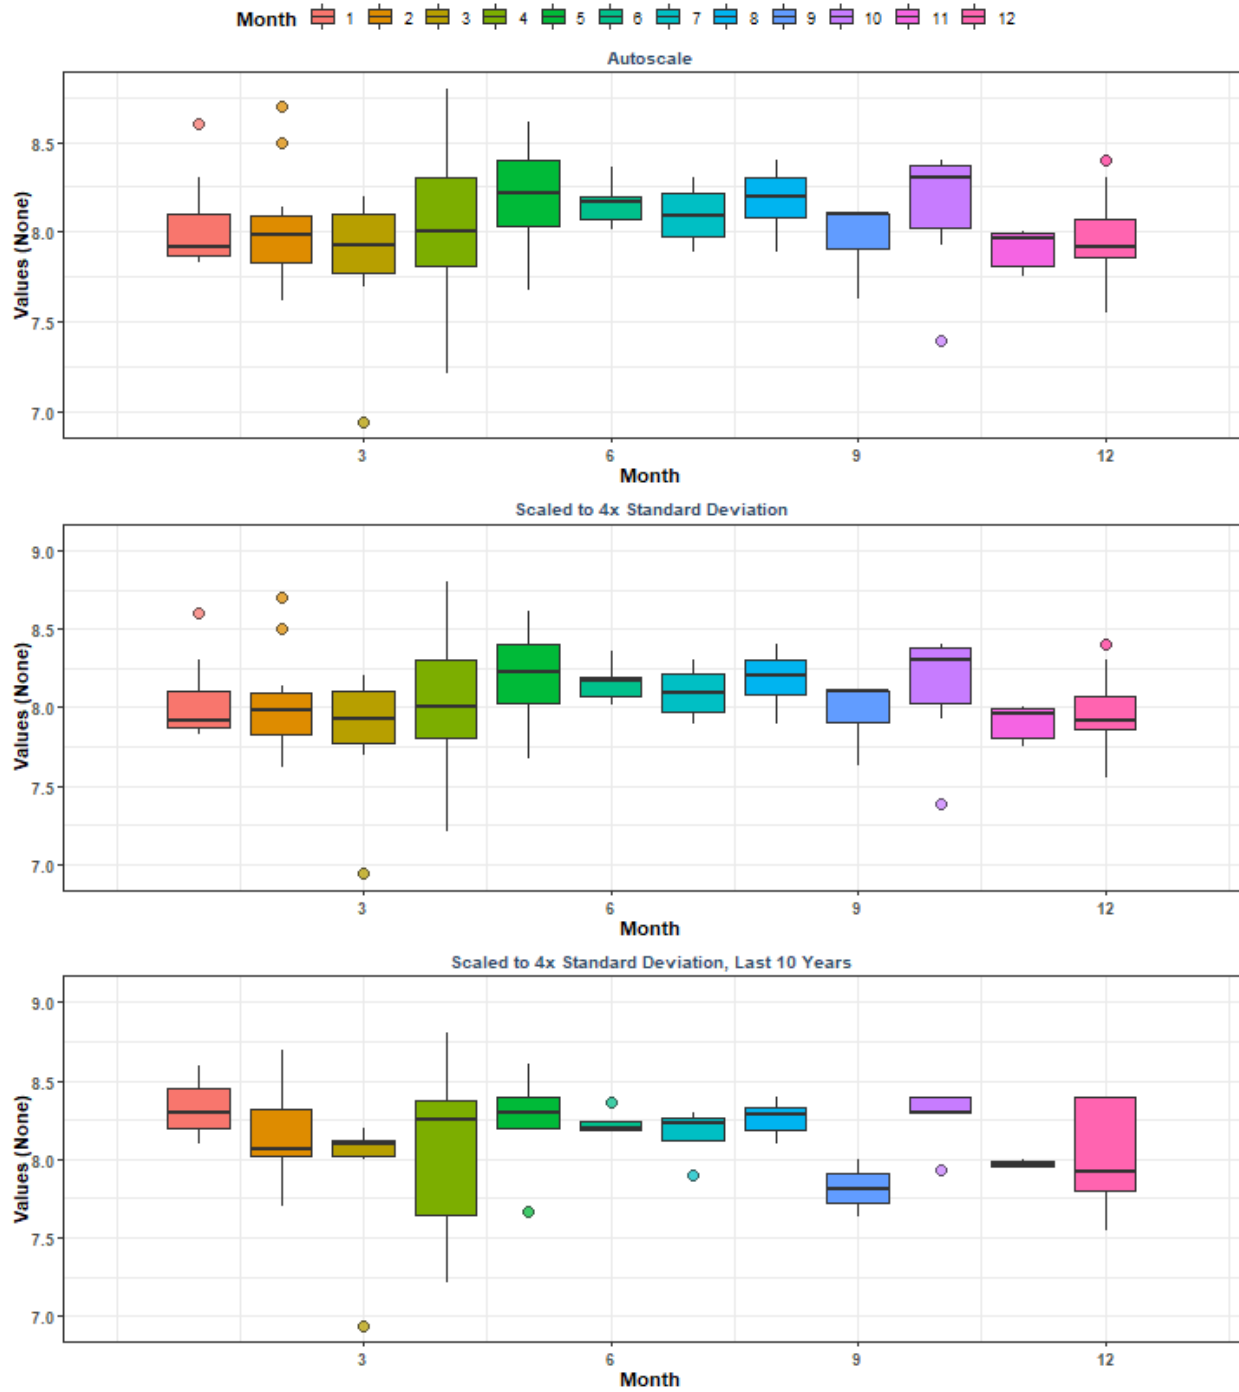 Month 1 2 3 4 5 6 7 8 9 10 11 12
Autoscale
Values (None)
8.5
8.0
7.5
7.0
3 6 9 12
Month
Scaled to 4x Standard Deviation
Values (None)
9.0
8.5
8.0
7.5
7.0
3 6 9 12
Month
Scaled to 4x Standard Deviation, Last 10 Years
Values (None)
9.0
8.5
8.0
7.5
7.0
3 6 9 12
Month